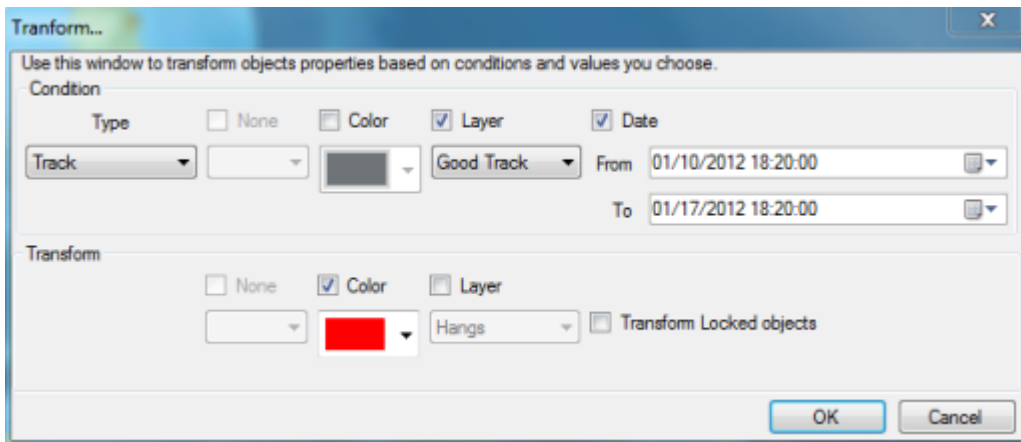 Tranform...
X
Use this window to transform objects properties based on conditions and values you choose.
Condition
Type None Color Layer Date
Track Good Track From 01/10/2012 18:20:00
To 01/17/2012 18:20:00
Transform
None Color Layer
Hangs Transform Locked objects
OK Cancel